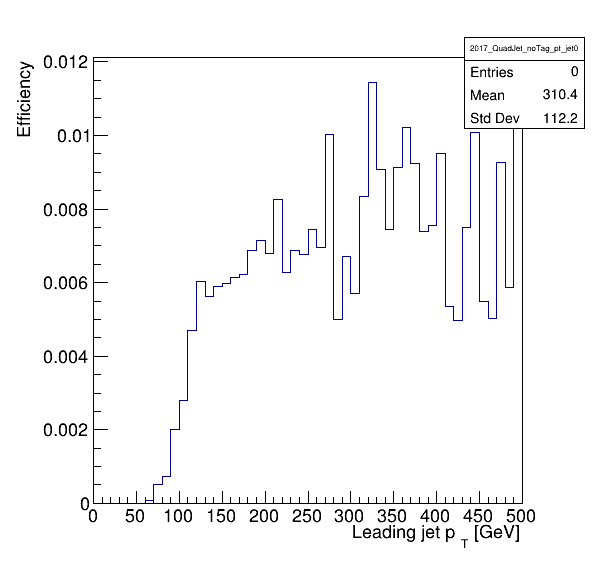 2017_QuadJet_noTag_pt_jet0
Entries 0
Mean 310.4
Std Dev 112.2
Efficiency
0.012
0.01
0.008
0.006
0.004
0.002
0
0 50 100 150 200 250 300 350 400 450 500
Leading jet p T [GeV]